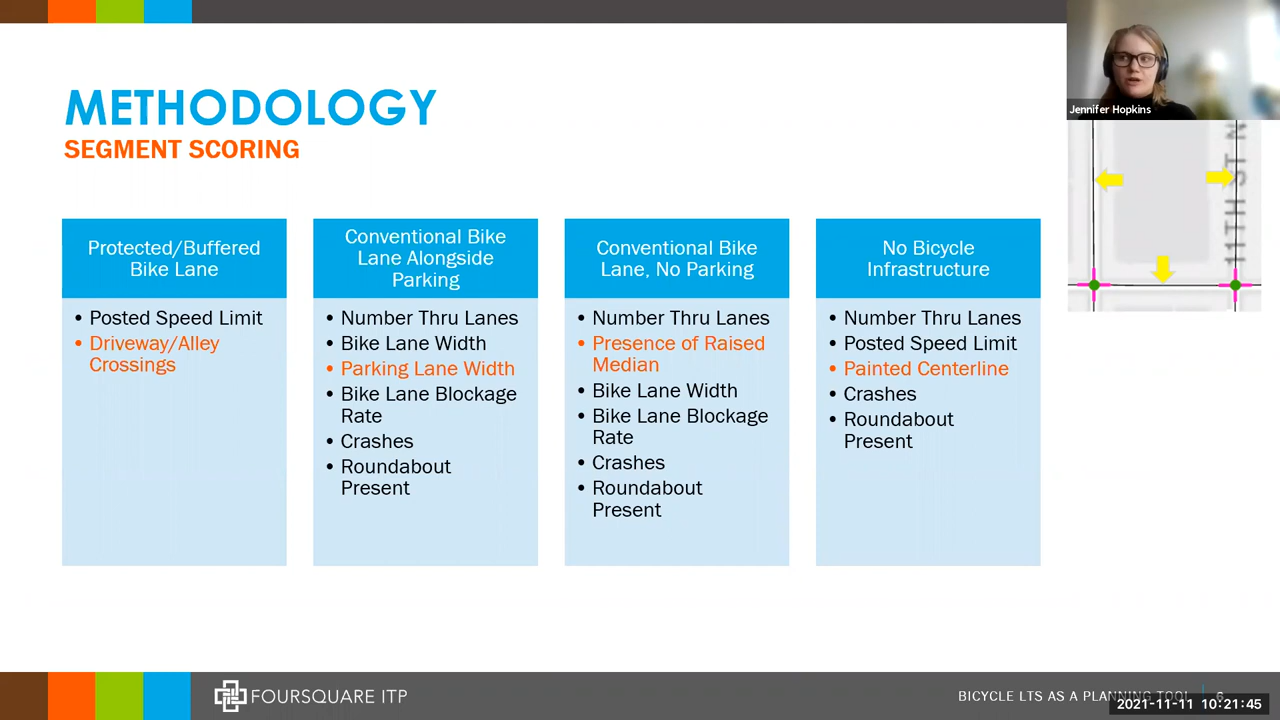 METHODOLOGY
SEGMENT SCORING
Jennifer Hopkins
11TH ST N
Protected/Buffered
Bike Lane
• Posted Speed Limit
• Driveway/Alley
Crossings
Conventional Bike
Lane Alongside
Parking
• Number Thru Lanes
• Bike Lane Width
• Parking Lane Width
• Bike Lane Blockage
Rate
• Crashes
• Roundabout
Present
Conventional Bike
Lane, No Parking
• Number Thru Lanes
• Presence of Raised
Median
• Bike Lane Width
• Bike Lane Blockage
Rate
• Crashes
• Roundabout
Present
No Bicycle
Infrastructure
• Number Thru Lanes
• Posted Speed Limit
• Painted Centerline
• Crashes
• Roundabout
Present
FOURSQUARE ITP
BICYCLE LTS AS A PLANNING TOOL 6
2021-11-11 10:21:45